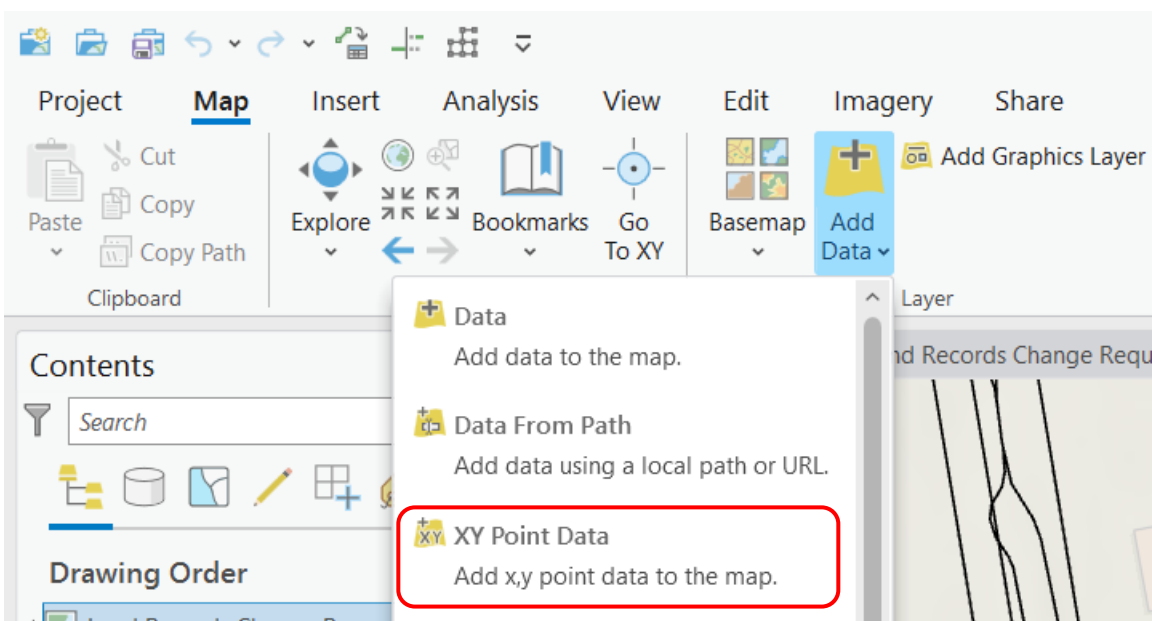 Project Map Insert Analysis View Edit Imagery Share
Cut
Copy
Copy Path
Paste
Clipboard
Explore
Bookmarks
Go
To XY
Basemap
Add
Data
Add Graphics Layer
Layer
Data
Add data to the map.
Data From Path
Add data using a local path or URL.
XY
XY Point Data
Add x,y point data to the map.
Contents
Search
Drawing Order
Records Change